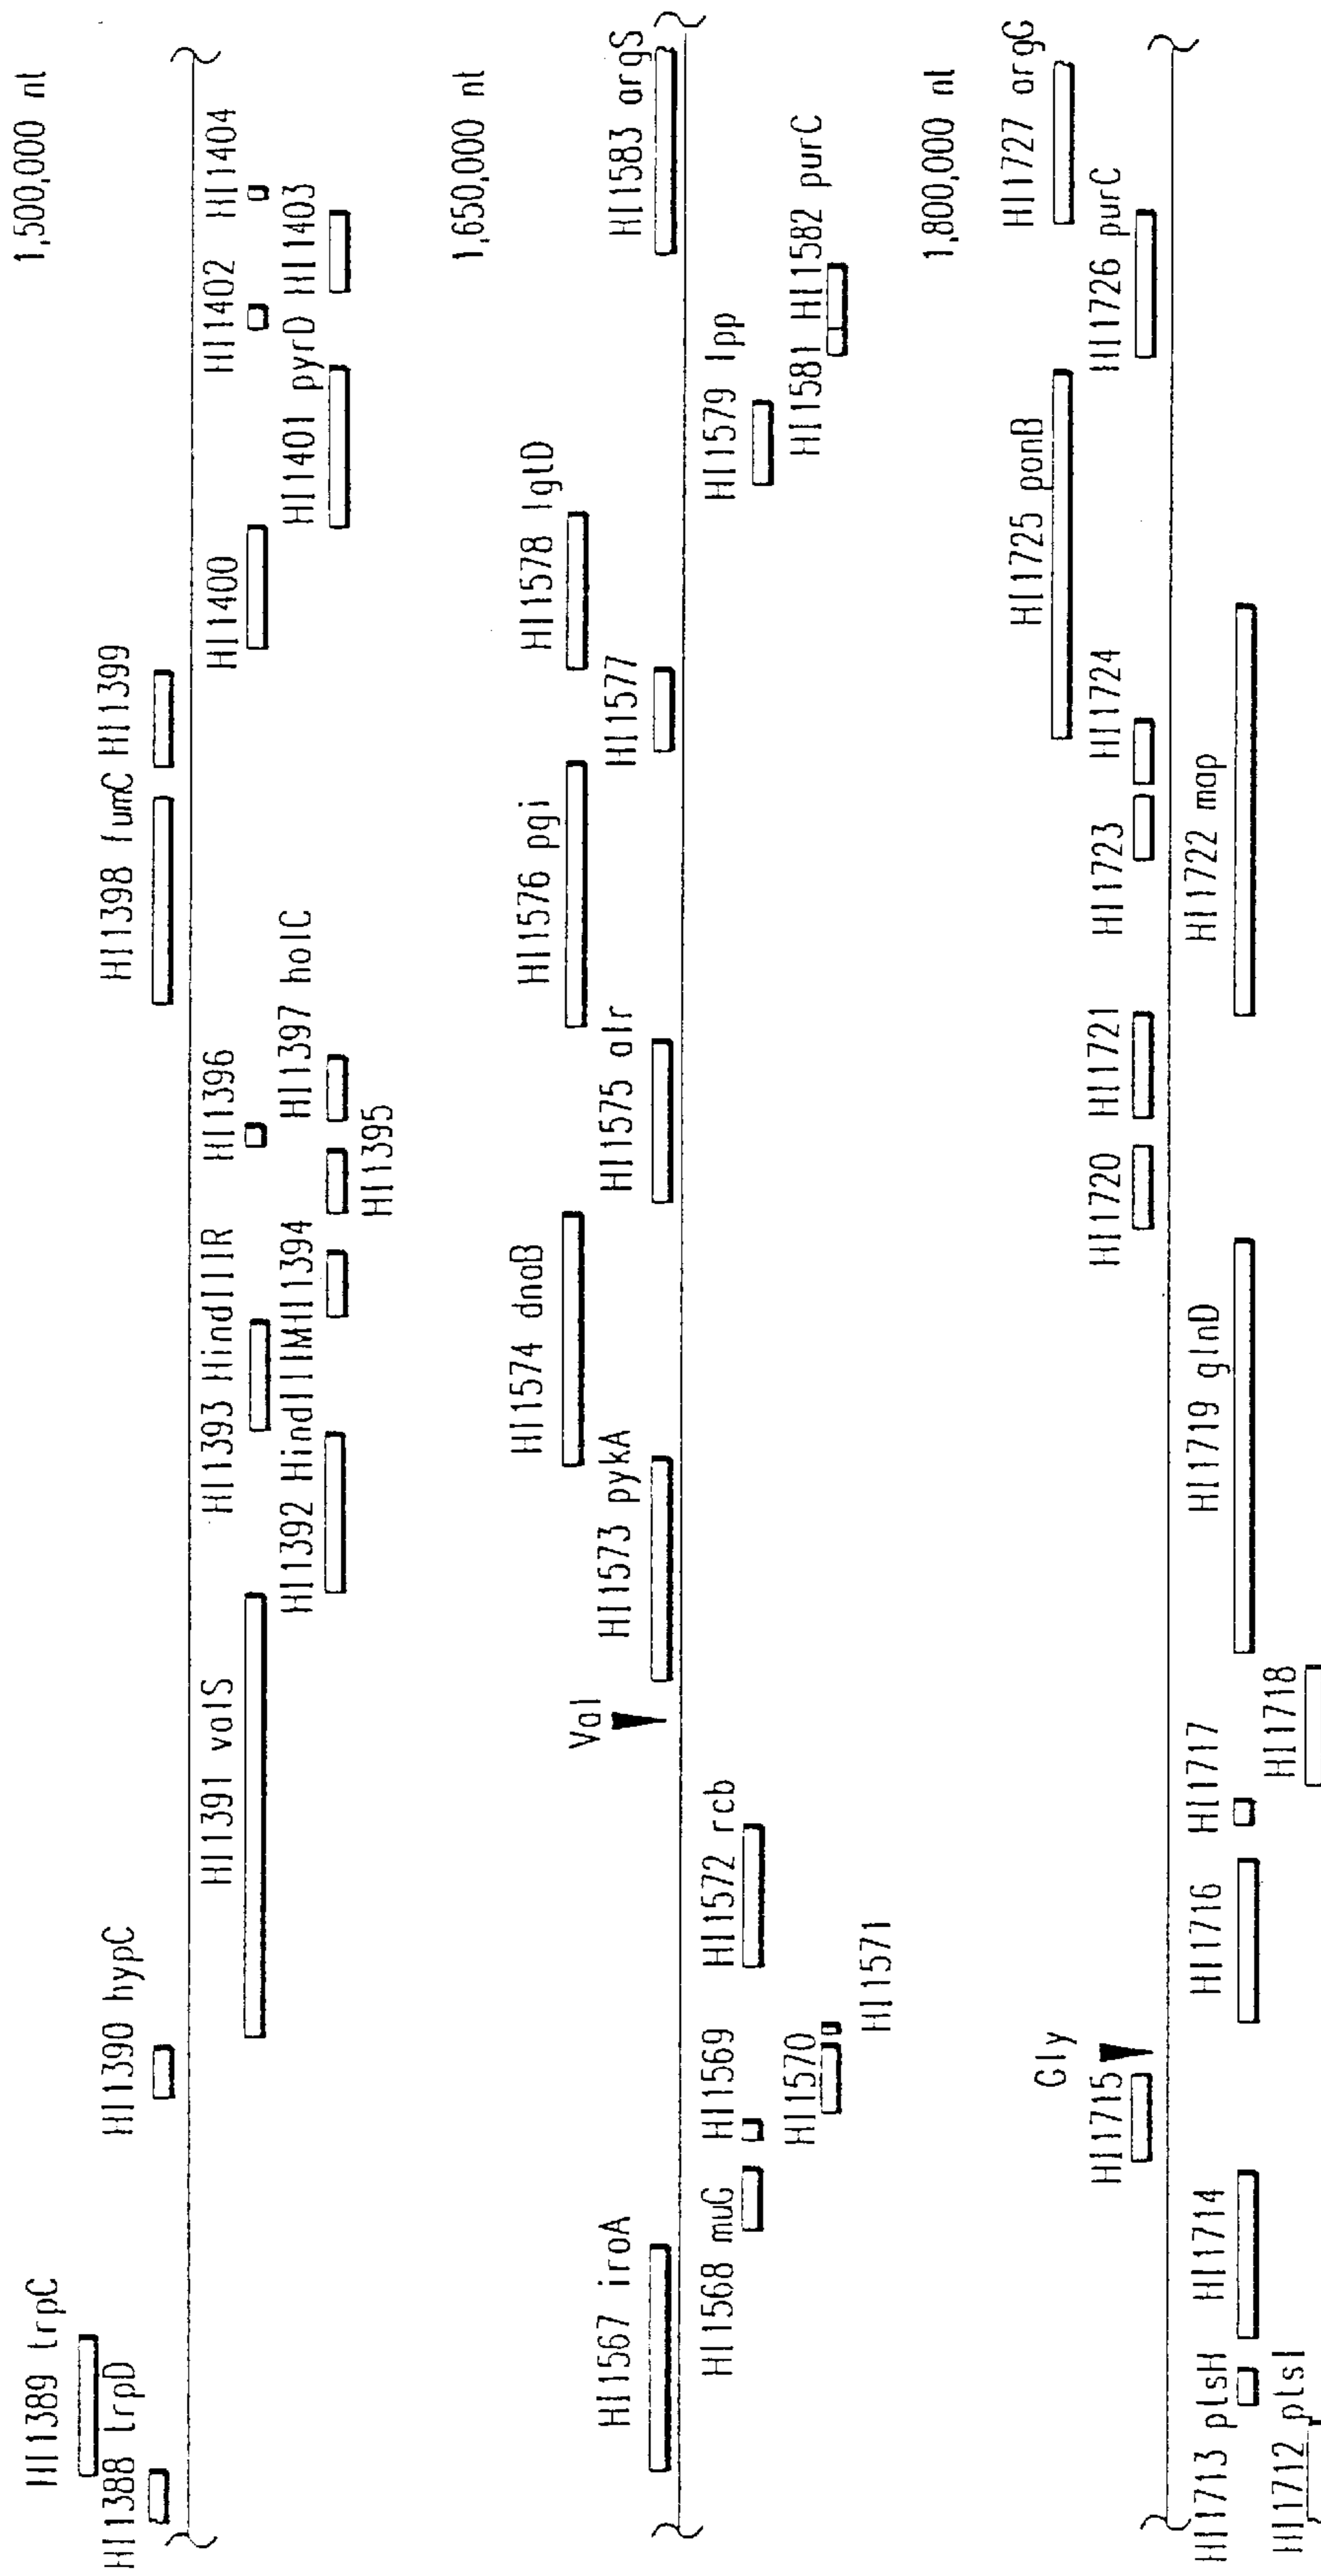 1,500,000 nt
HI1389 trpC
HI1388 trpD
HI1390 hypC
HI1398 fumC
HI1399
HI1391 valS
HI1393 HindIIIR
HI1396
HI1400
HI1402
HI1404
HI1392 HindIIIM
HI1394
HI1397 holC
HI1401 pyrD
HI1403
HI1395
1,650,000 nt
HI1574 dnaB
HI1576 pgi
HI1578 lgtD
Val
HI1567 iroA
HI1573 pykA
HI1575 alr
HI1577
HI1583 argS
HI1568 muG
HI1569
HI1572 rcb
HI1579 lpp
HI1570
HI1581
HI1582 purC
HI1571
1,800,000 nt
HI1725 ponB
HI1727 argG
Gly
HI1715
HI1720
HI1721
HI1723
HI1724
HI1726 purC
HI1713 ptsH
HI1714
HI1716
HI1717
HI1719 glnD
HI1722 map
HI1712 ptsI
HI1718